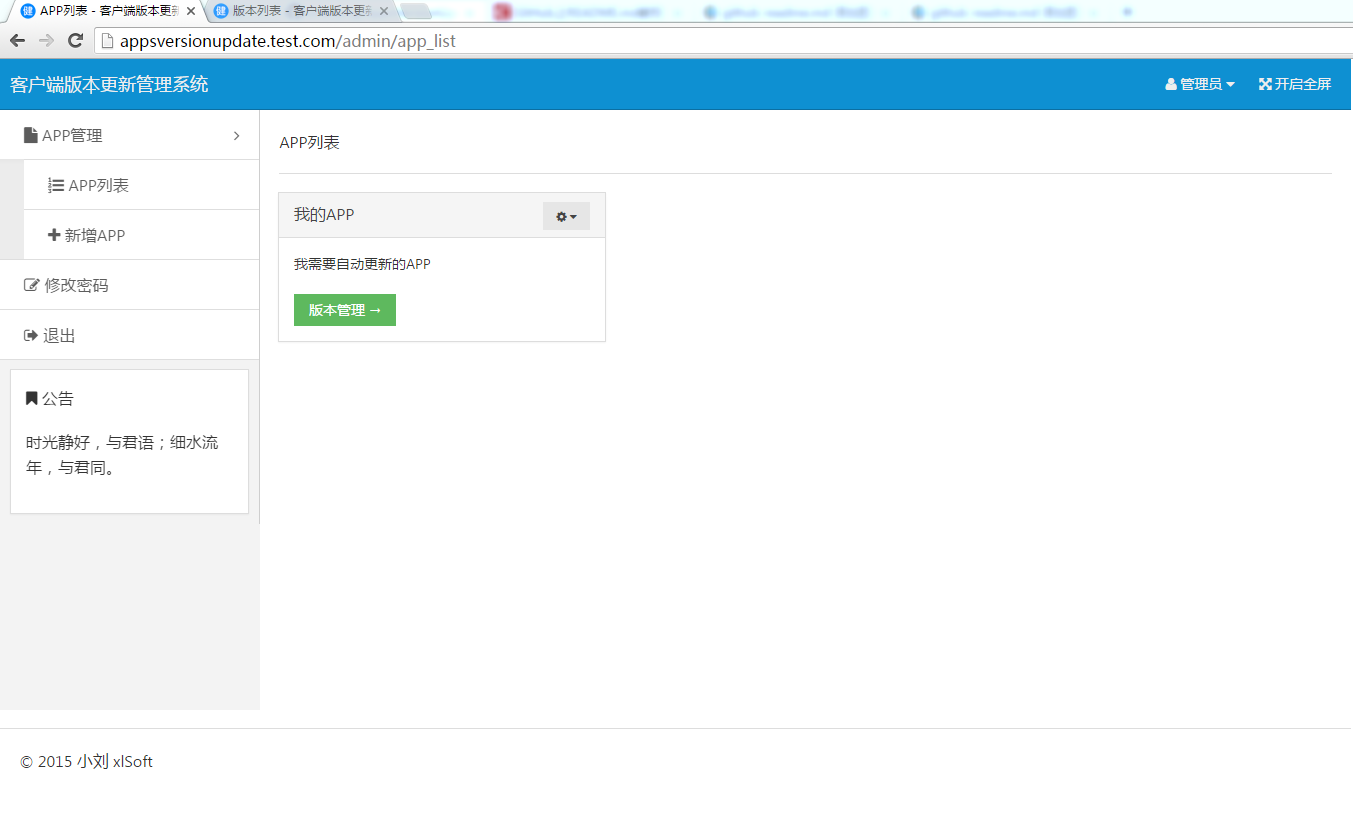 APP列表 - 客户端版本更新
版本列表 - 客户端版本更新
appsversionupdate.test.com/admin/app_list
客户端版本更新管理系统
管理员
开启全屏
APP管理
APP列表
新增APP
修改密码
退出
公告
时光静好，与君语；细水流
年，与君同。
APP列表
我的APP
我需要自动更新的APP
版本管理 →
© 2015 小刘 xlSoft